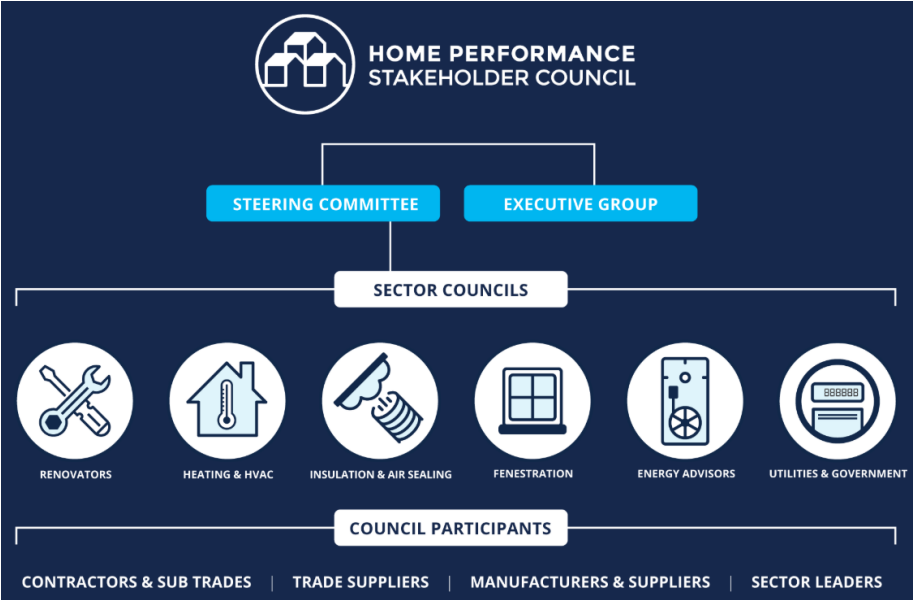 HOME PERFORMANCE
STAKEHOLDER COUNCIL
STEERING COMMITTEE
EXECUTIVE GROUP
SECTOR COUNCILS
888888
RENOVATORS
HEATING & HVAC
INSULATION & AIR SEALING
FENESTRATION
ENERGY ADVISORS
UTILITIES & GOVERNMENT
COUNCIL PARTICIPANTS
CONTRACTORS & SUB TRADES | TRADE SUPPLIERS | MANUFACTURERS & SUPPLIERS | SECTOR LEADERS